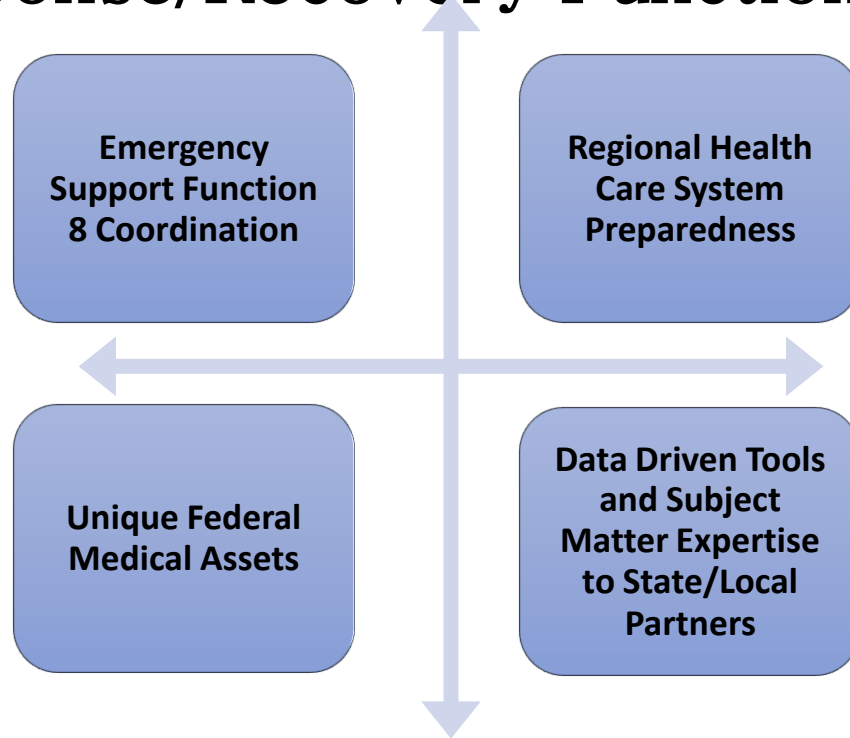 Emergency
Support Function
8 Coordination
Regional Health
Care System
Preparedness
Unique Federal
Medical Assets
Data Driven Tools
and Subject
Matter Expertise
to State/Local
Partners